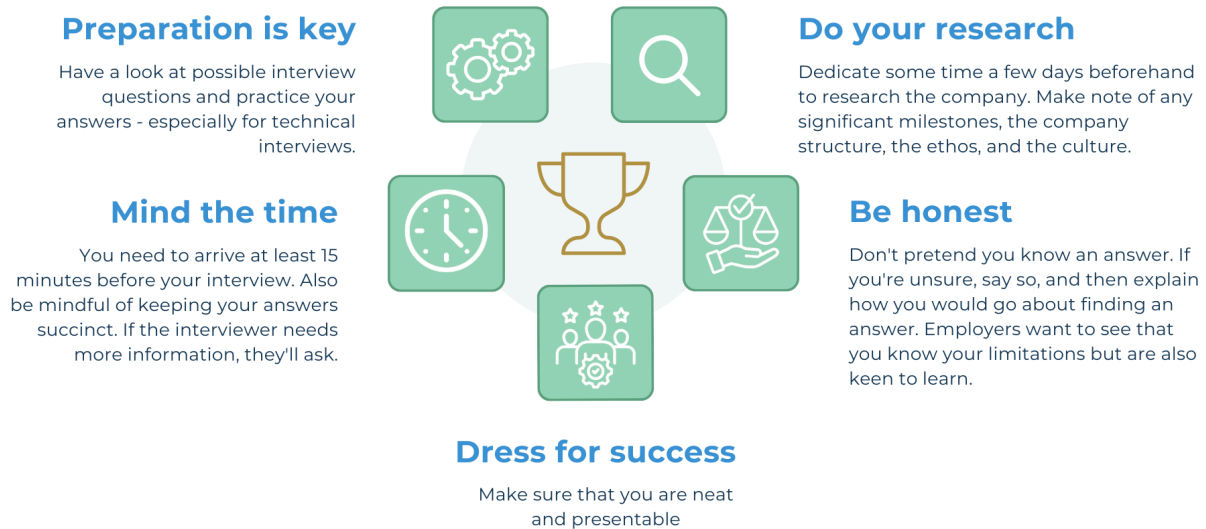 Preparation is key
Have a look at possible interview
questions and practice your
answers - especially for technical
interviews.
Do your research
Dedicate some time a few days beforehand
to research the company. Make note of any
significant milestones, the company
structure, the ethos, and the culture.
Mind the time
You need to arrive at least 15
minutes before your interview. Also
be mindful of keeping your answers
succinct. If the interviewer needs
more information, they'll ask.
Be honest
Don't pretend you know an answer. If
you're unsure, say so, and then explain
how you would go about finding an
answer. Employers want to see that
you know your limitations but are also
keen to learn.
Dress for success
Make sure that you are neat
and presentable